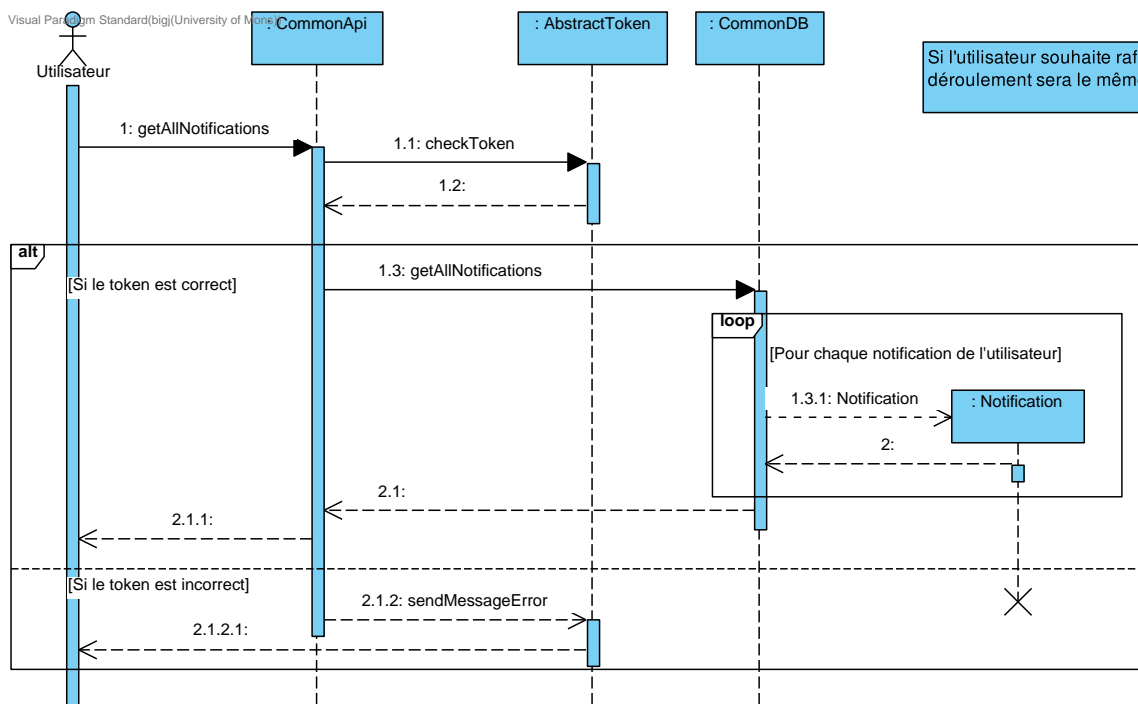 Visual Paradigm Standard(bigj(University of Mons))
: CommonApi
: AbstractToken
: CommonDB
Utilisateur
Si l'utilisateur souhaite
déroulement sera le
1: getAllNotifications
1.1: checkToken
1.2:
alt
[Si le token est correct]
1.3: getAllNotifications
loop
[Pour chaque notification de l'utilisateur]
1.3.1: Notification
: Notification
2:
2.1:
2.1.1:
[Si le token est incorrect]
2.1.2: sendMessageError
2.1.2.1: